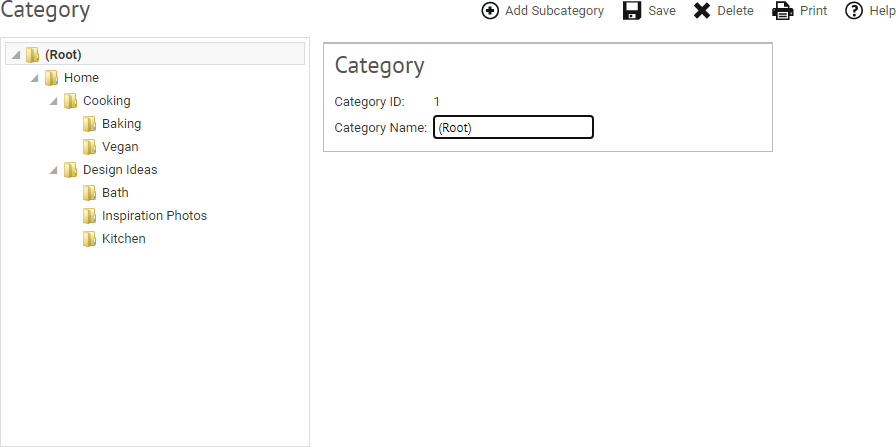 Category
Add Subcategory Save Delete Print Help
(Root)
Home
Cooking
Baking
Vegan
Design Ideas
Bath
Inspiration Photos
Kitchen
Category
Category ID: 1
Category Name: (Root)